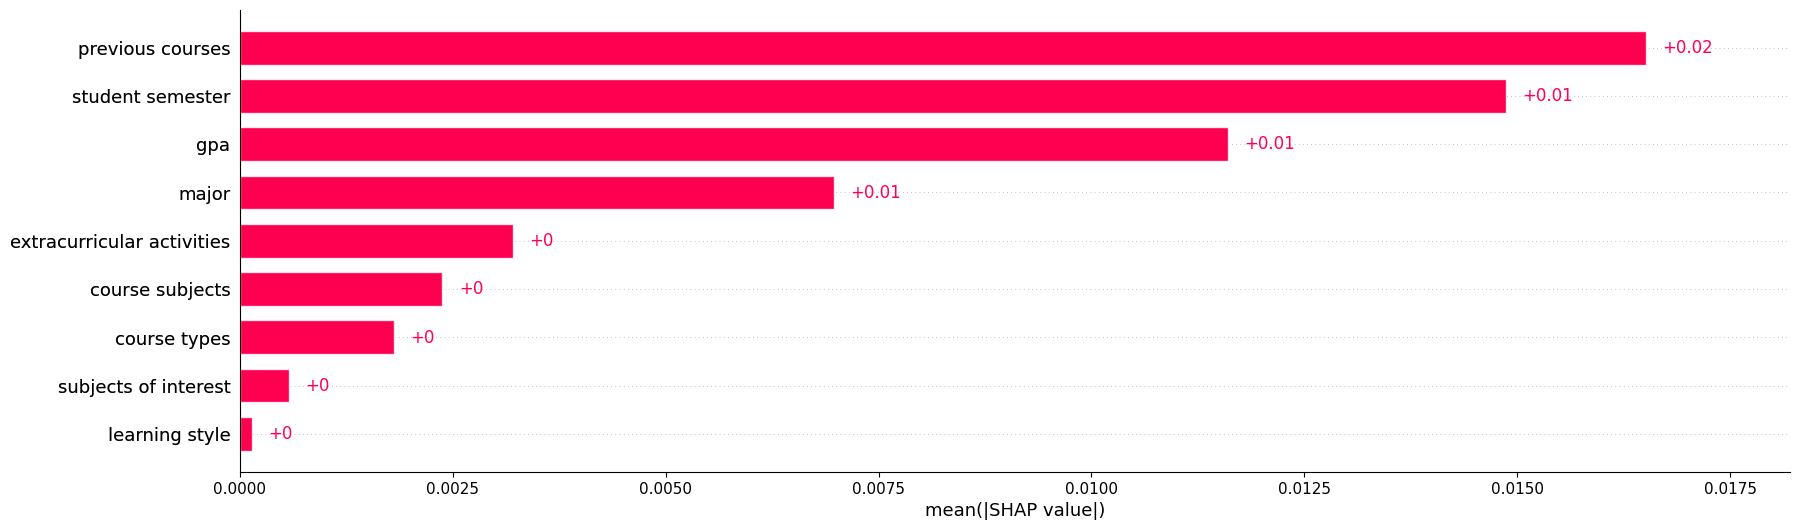 previous courses +0.02
student semester +0.01
gpa +0.01
major +0.01
extracurricular activities +0
course subjects +0
course types +0
subjects of interest +0
learning style +0
0.0000 0.0025 0.0050 0.0075 0.0100 0.0125 0.0150 0.0175
mean(|SHAP value|)